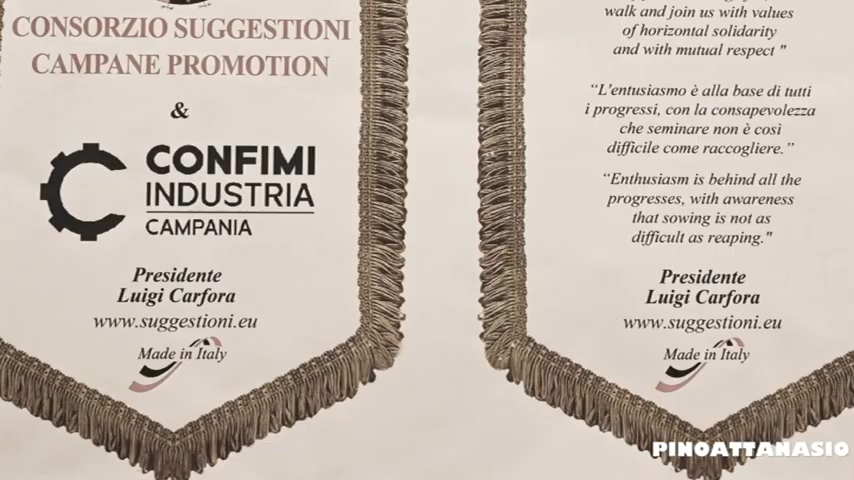 CONSORZIO SUGGESTIONI
CAMPANE PROMOTION
&
CONFIMI
INDUSTRIA
CAMPANIA
Presidente
Luigi Carfora
www.suggestioni.eu
Made in Italy
walk and join us with values
of horizontal solidarity
and with mutual respect "
“L'entusiasmo è alla base di tutti
i progressi, con la consapevolezza
che seminare non è così
difficile come raccogliere.”
“Enthusiasm is behind all the
progresses, with awareness
that sowing is not as
difficult as reaping."
Presidente
Luigi Carfora
www.suggestioni.eu
Made in Italy
PINOATTANASIO